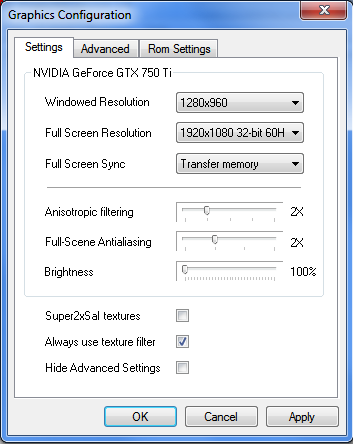 Graphics Configuration
Settings
Advanced
Rom Settings
NVIDIA GeForce GTX 750 Ti
Windowed Resolution 1280x960
Full Screen Resolution 1920x1080 32-bit 60H
Full Screen Sync Transfer memory
Anisotropic filtering 2X
Full-Scene Antialiasing 2X
Brightness 100%
Super2xSal textures
Always use texture filter
Hide Advanced Settings
OK
Cancel
Apply